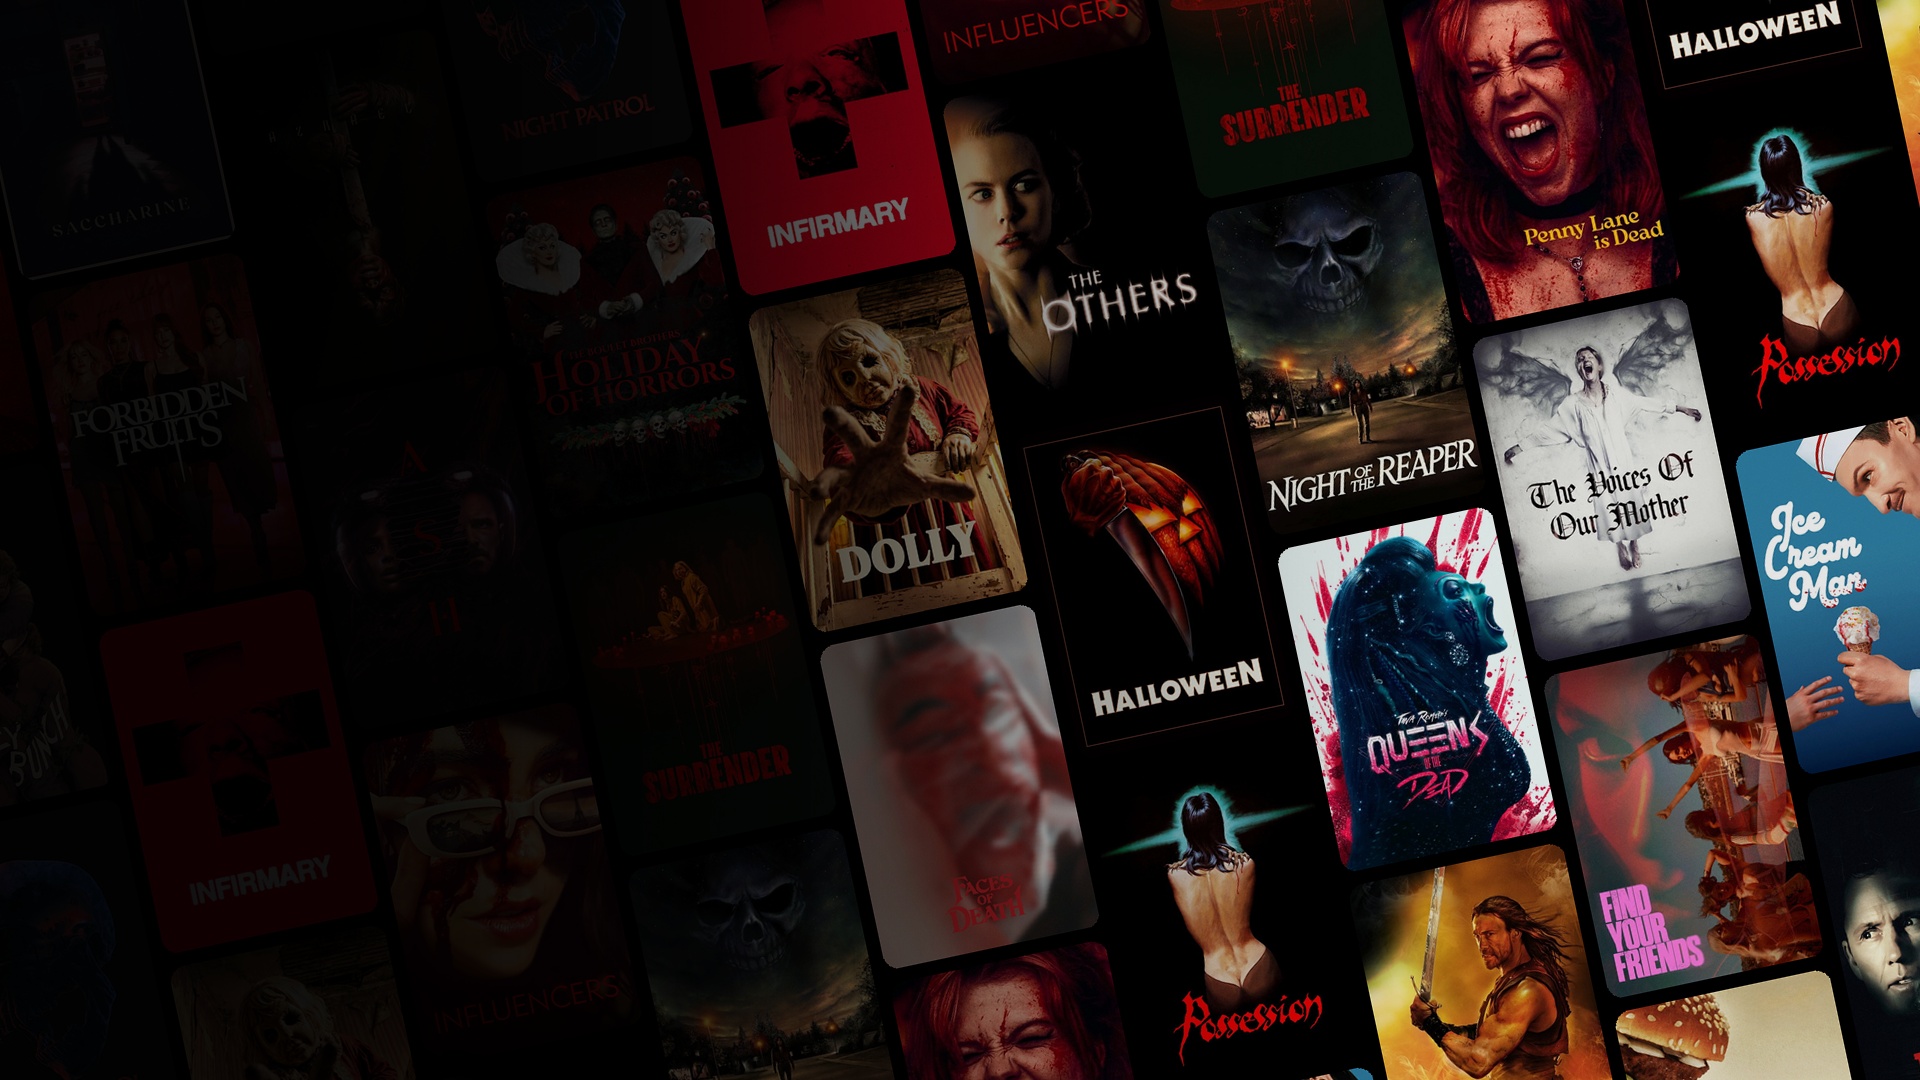 SACCHARINE
FORBIDDEN
FRUITS
PUNCH
INFIRMARY
NIGHT PATROL
HOLIDAY
OF HORRORS
A
S
H
INFLUENCERS
THE
SURRENDER
INFIRMARY
DOLLY
FACES
OF
DEATH
INFLUENCERS
THE
OTHERS
HALLOWEEN
Possession
THE
SURRENDER
NIGHT OF
THE REAPER
QUEENS
OF THE
DEAD
Penny Lane
is Dead
The Voices Of
Our Mother
FIND
YOUR
FRIENDS
HALLOWEEN
Possession
Ice
Cream
Man